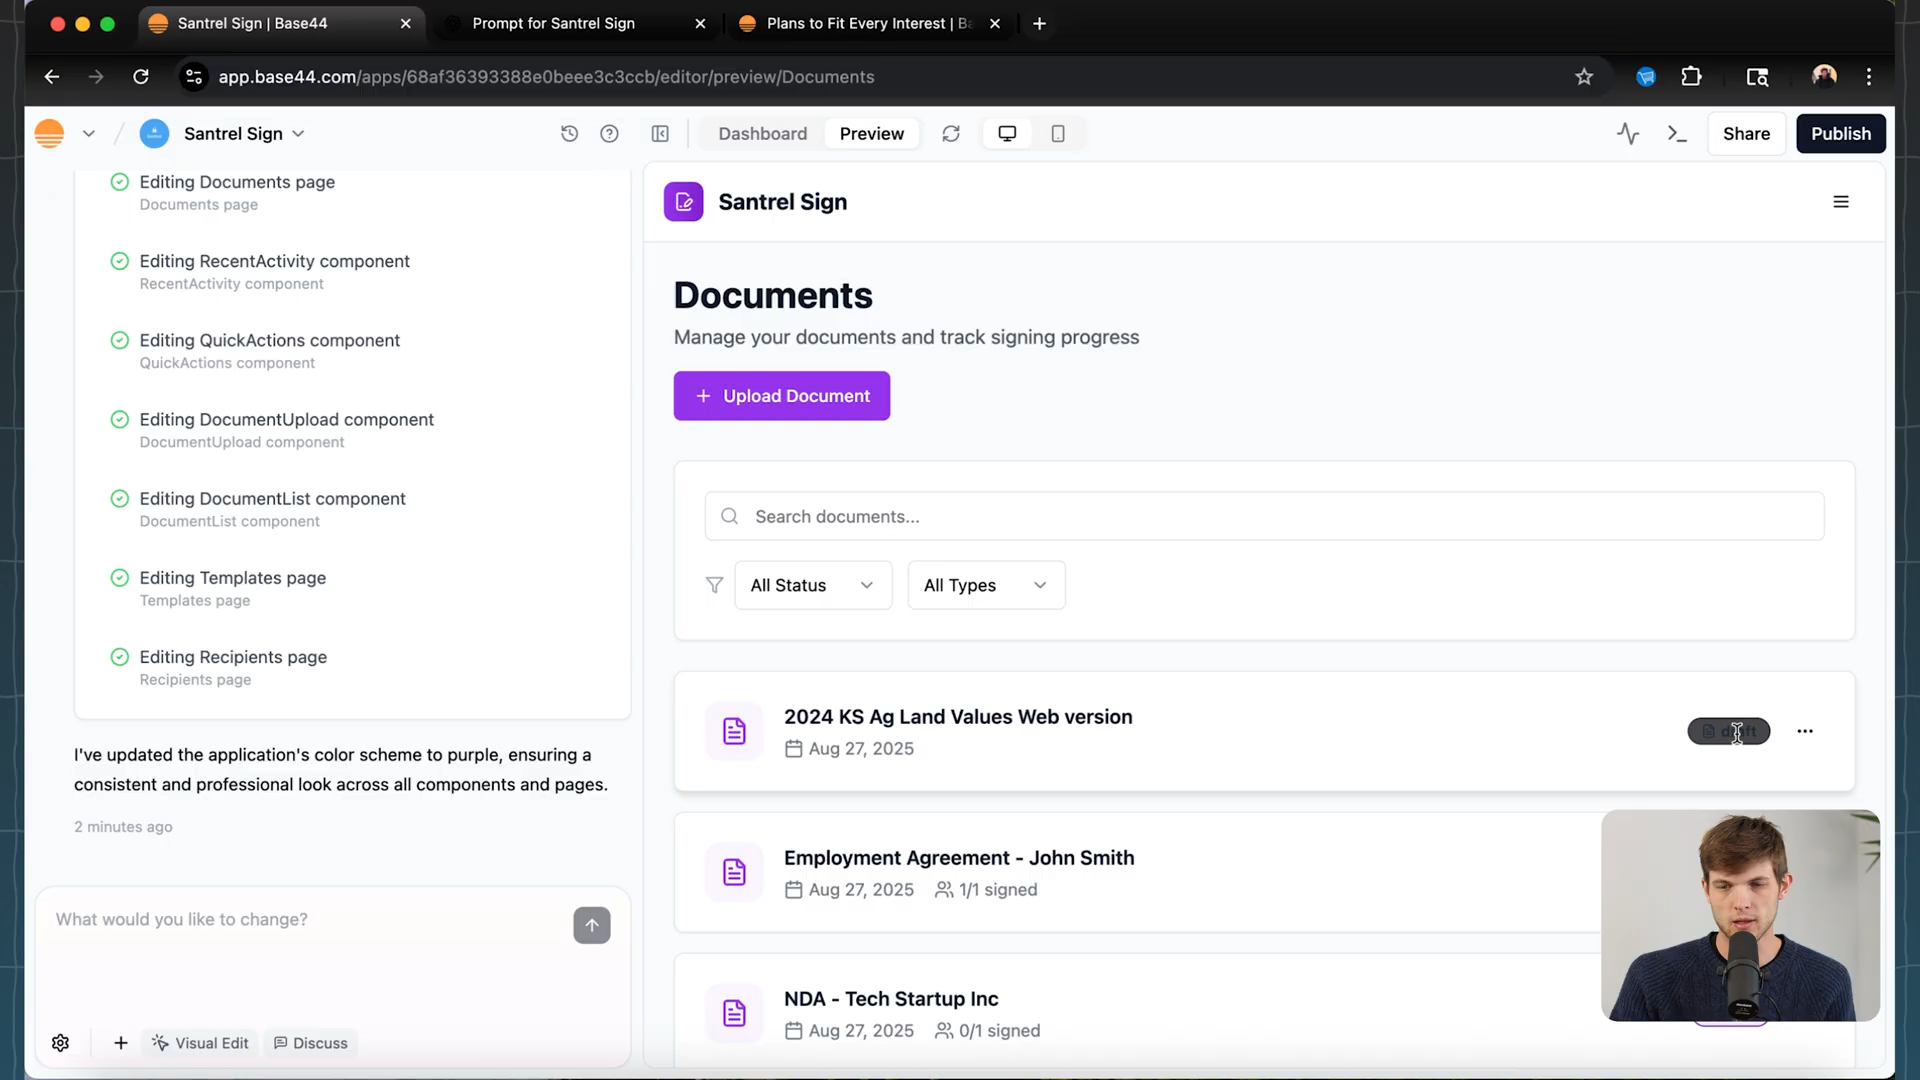 Santrel Sign | Base44
Prompt for Santrel Sign
Plans to Fit Every Interest | Ba
app.base44.com/apps/68af36393388e0beee3c3ccb/editor/preview/Documents
Santrel Sign
Dashboard
Preview
Share
Publish
Editing Documents page
Documents page
Editing RecentActivity component
RecentActivity component
Editing QuickActions component
QuickActions component
Editing DocumentUpload component
DocumentUpload component
Editing DocumentList component
DocumentList component
Editing Templates page
Templates page
Editing Recipients page
Recipients page
I've updated the application's color scheme to purple, ensuring a
consistent and professional look across all components and pages.
2 minutes ago
What would you like to change?
Visual Edit
Discuss
Santrel Sign
Documents
Manage your documents and track signing progress
+ Upload Document
Search documents...
All Status
All Types
2024 KS Ag Land Values Web version
Aug 27, 2025
draft
Employment Agreement - John Smith
Aug 27, 2025 1/1 signed
NDA - Tech Startup Inc
Aug 27, 2025 0/1 signed